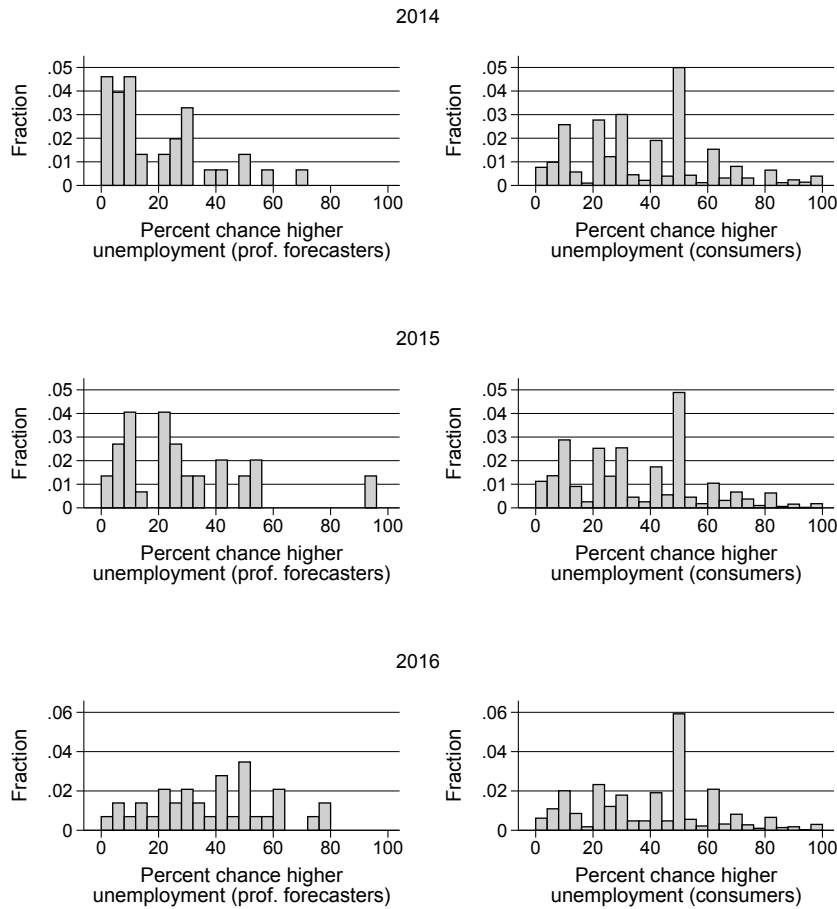 2014
.05
.04
.03
.02
.01
0
Fraction
0 20 40 60 80 100
Percent chance higher
unemployment (prof. forecasters)
.05
.04
.03
.02
.01
0
Fraction
0 20 40 60 80 100
Percent chance higher
unemployment (consumers)
2015
.05
.04
.03
.02
.01
0
Fraction
0 20 40 60 80 100
Percent chance higher
unemployment (prof. forecasters)
.05
.04
.03
.02
.01
0
Fraction
0 20 40 60 80 100
Percent chance higher
unemployment (consumers)
2016
.06
.04
.02
0
Fraction
0 20 40 60 80 100
Percent chance higher
unemployment (prof. forecasters)
.06
.04
.02
0
Fraction
0 20 40 60 80 100
Percent chance higher
unemployment (consumers)